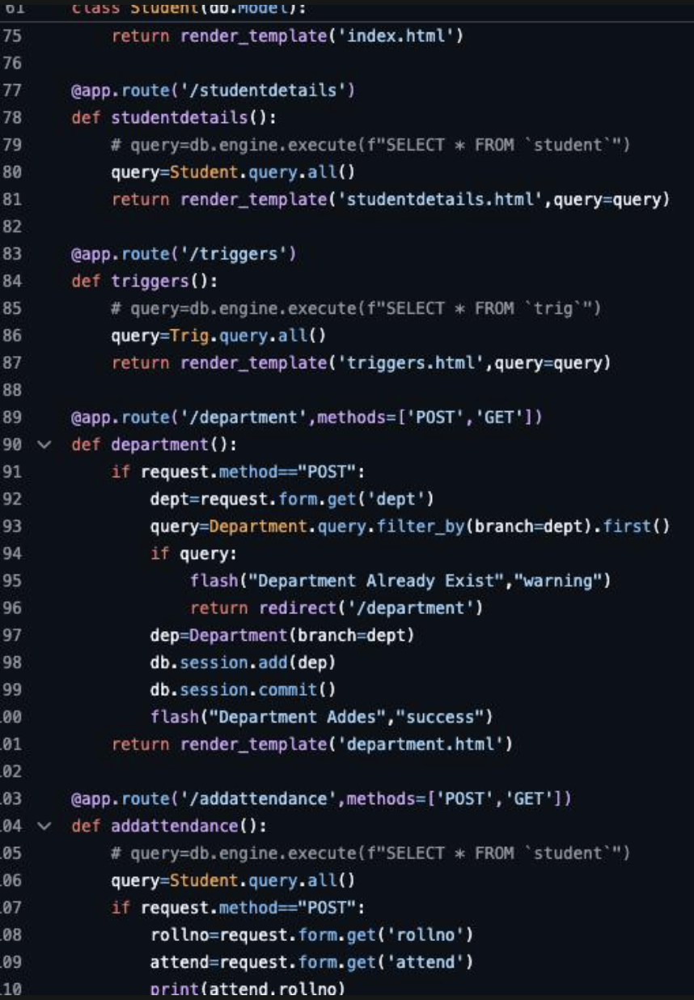 61 class Student(db.Model):
75 return render_template('index.html')
76
77 @app.route('/studentdetails')
78 def studentdetails():
79 # query=db.engine.execute(f"SELECT * FROM `student`")
80 query=Student.query.all()
81 return render_template('studentdetails.html',query=query)
82
83 @app.route('/triggers')
84 def triggers():
85 # query=db.engine.execute(f"SELECT * FROM `trig`")
86 query=Trig.query.all()
87 return render_template('triggers.html',query=query)
88
89 @app.route('/department',methods=['POST','GET'])
90 def department():
91 if request.method=="POST":
92 dept=request.form.get('dept')
93 query=Department.query.filter_by(branch=dept).first()
94 if query:
95 flash("Department Already Exist","warning")
96 return redirect('/department')
97 dep=Department(branch=dept)
98 db.session.add(dep)
99 db.session.commit()
00 flash("Department Addes","success")
01 return render_template('department.html')
02
03 @app.route('/addattendance',methods=['POST','GET'])
04 def addattendance():
05 # query=db.engine.execute(f"SELECT * FROM `student`")
06 query=Student.query.all()
07 if request.method=="POST":
08 rollno=request.form.get('rollno')
09 attend=request.form.get('attend')
10 print(attend,rollno)